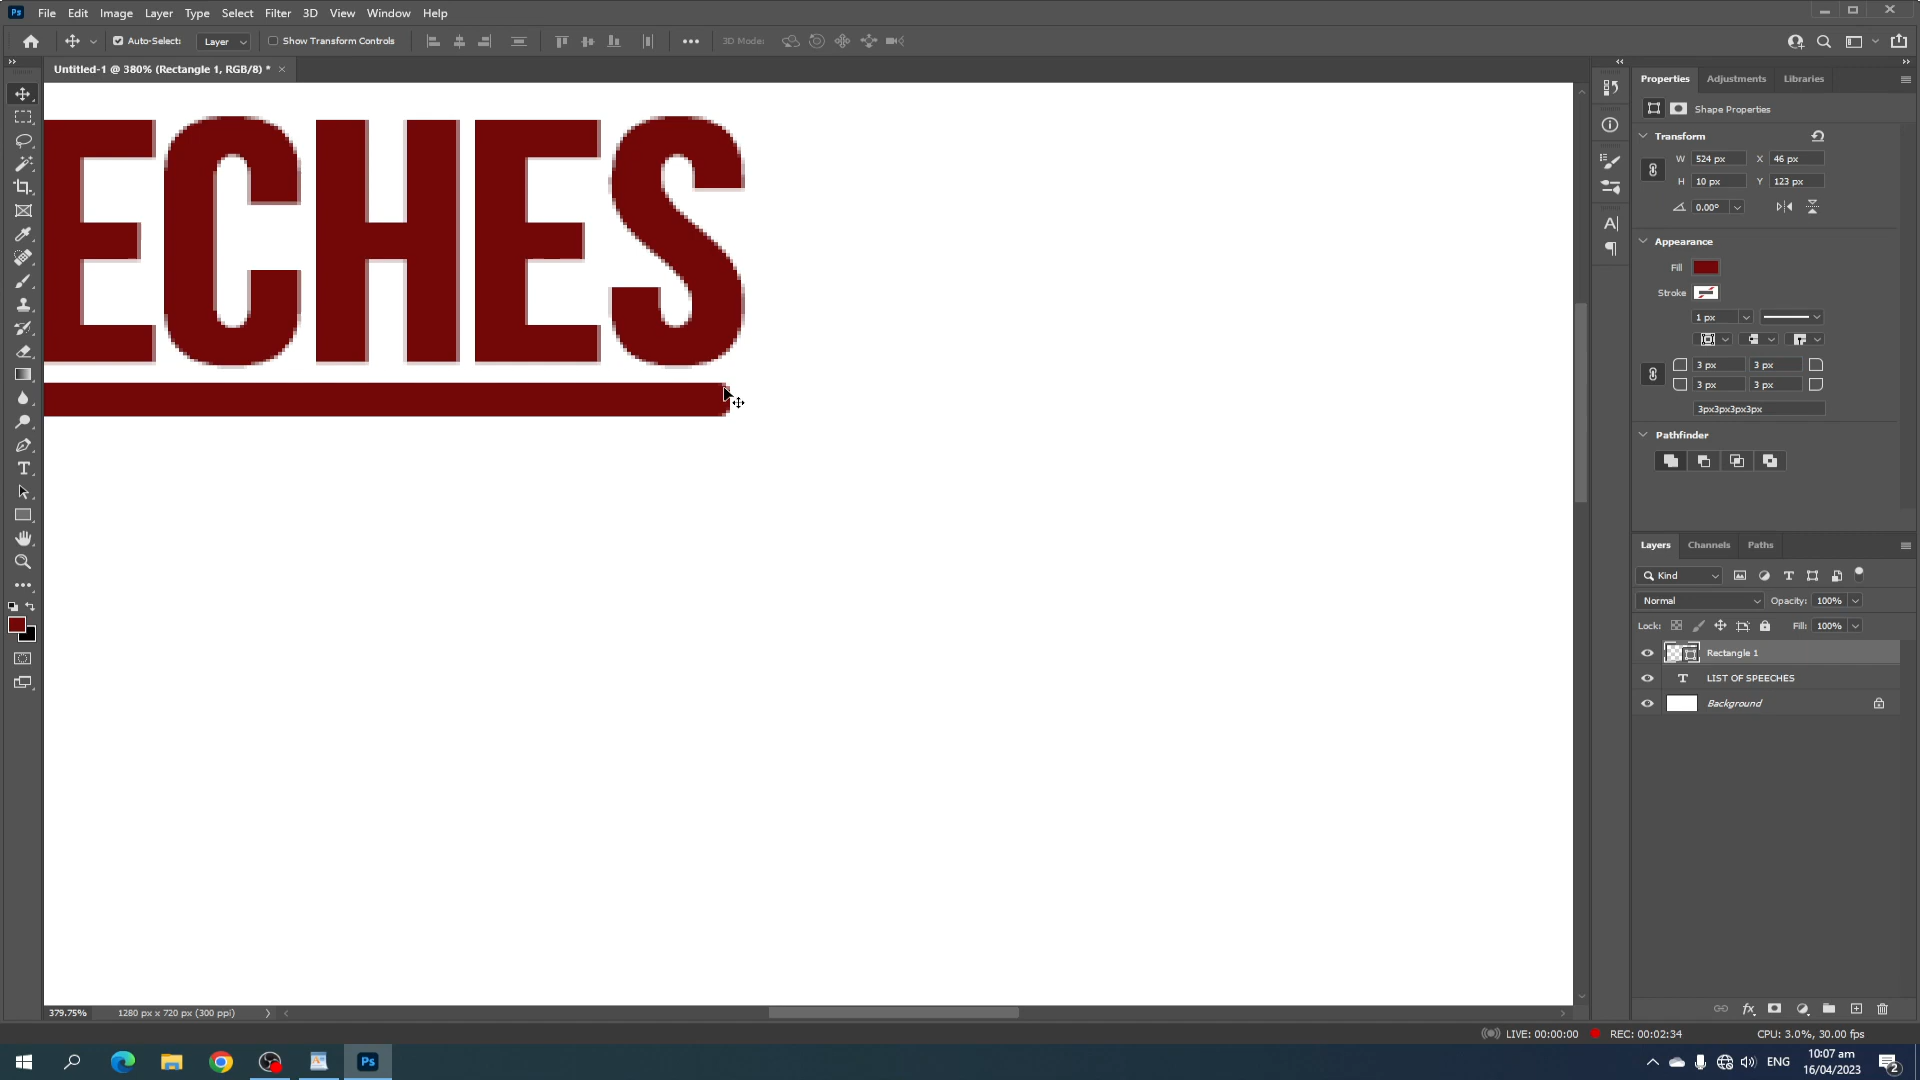 Ps File Edit Image Layer Type Select Filter 3D View Window Help
Auto-Select: Layer Show Transform Controls 3D Mode:
Untitled-1 @ 380% (Rectangle 1, RGB/8) * ×
ECHES
Properties Adjustments Libraries
Shape Properties
Transform
W 524 px X 46 px
H 10 px Y 123 px
0.00°
Appearance
Fill
Stroke
1 px
3 px 3 px
3 px 3 px
3px3px3px3px
Pathfinder
Layers Channels Paths
Kind
Normal Opacity: 100%
Lock: Fill: 100%
Rectangle 1
T LIST OF SPEECHES
Background
379.75% 1280 px x 720 px (300 ppi)
LIVE: 00:00:00 REC: 00:02:34 CPU: 3.0%, 30.00 fps
Ps ENG 10:07 am
16/04/2023 2